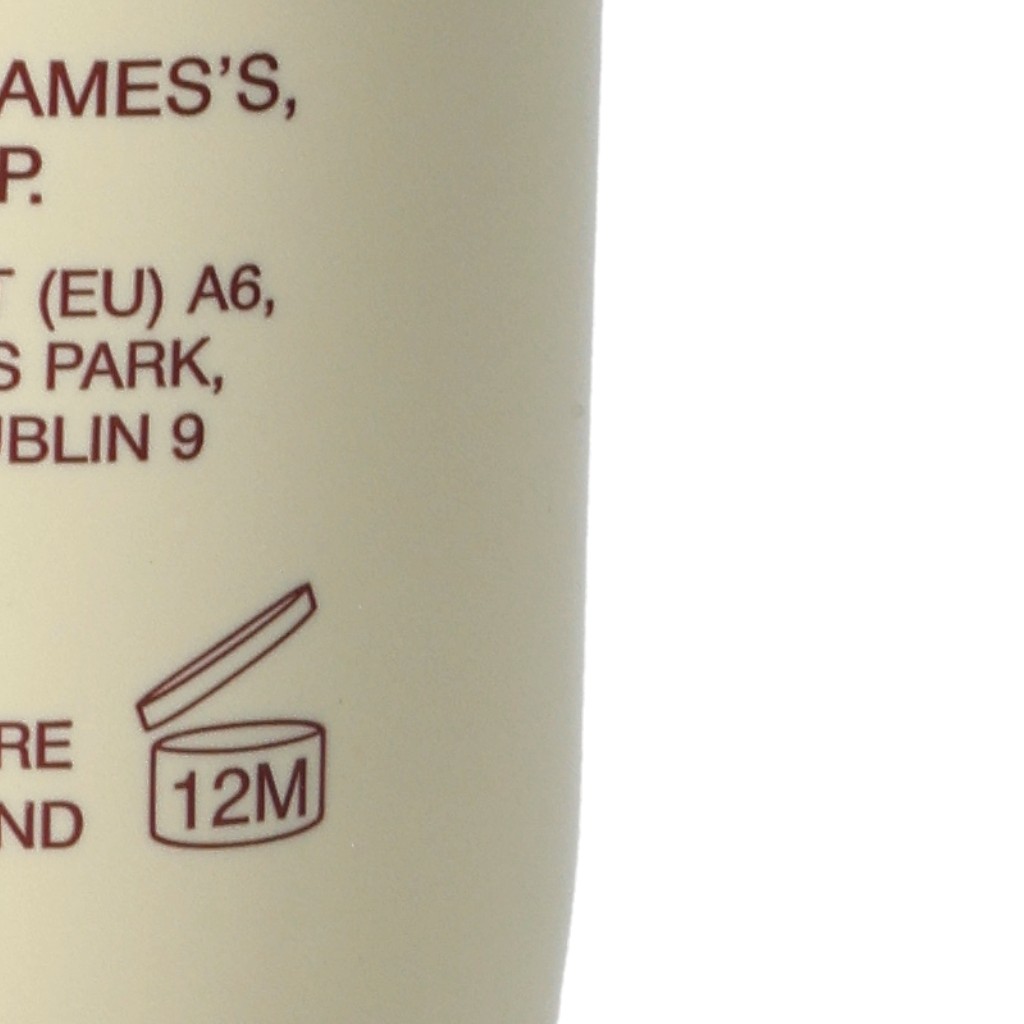 AMES'S,
P.
T (EU) A6,
S PARK,
UBLIN 9
RE
ND
12M